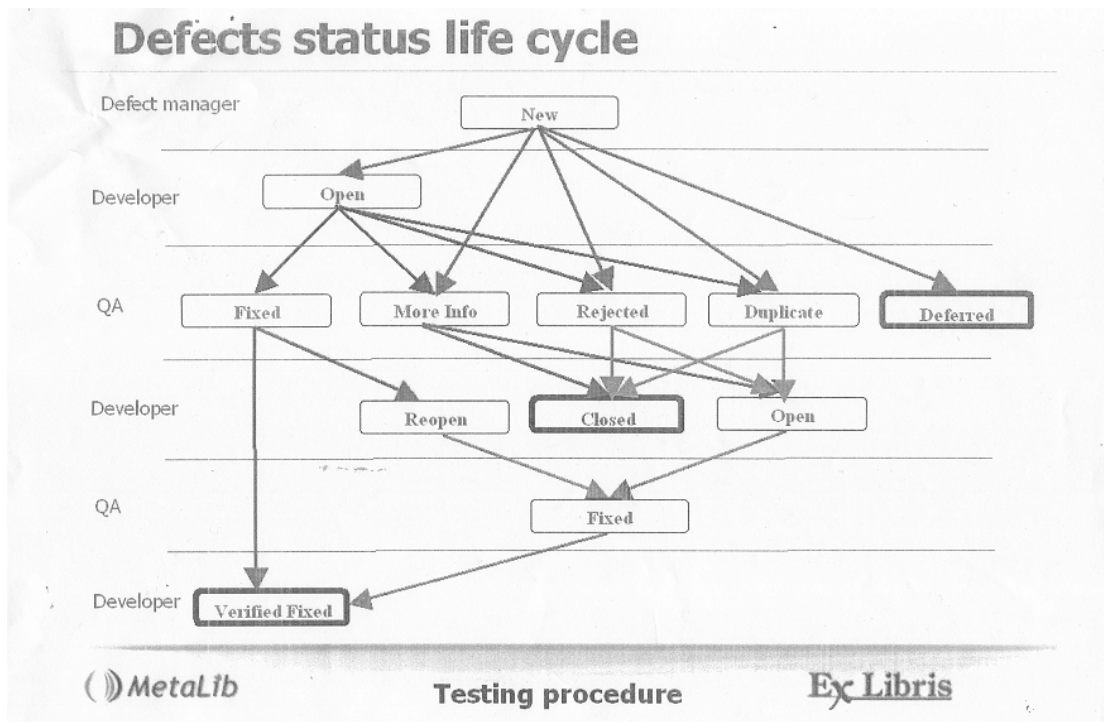 Defects status life cycle
Defect manager
New
Developer
Open
QA
Fixed
More Info
Rejected
Duplicate
Deferred
Developer
Reopen
Closed
Open
QA
Fixed
Developer
Verified Fixed
MetaLib
Testing procedure
Ex Libris